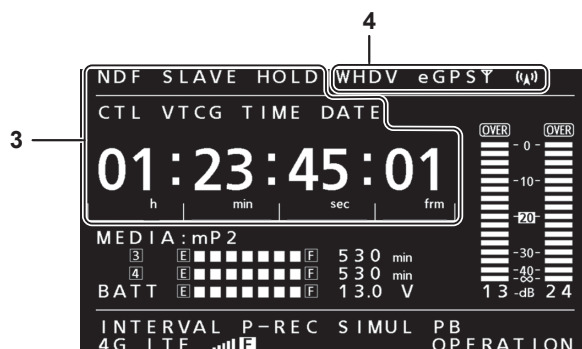 4
NDF SLAVE HOLD WHDV eGPS
CTL VTCG TIME DATE
OVER OVER
3
01:23:45:01
h min sec frm
0
-10-
-20-
-30-
-40-
-∞-
13 -dB 24
MEDIA:mP2
3 E F 530 min
4 E F 530 min
BATT E F 13.0 V
INTERVAL P-REC SIMUL PB
4G LTE F OPERATION